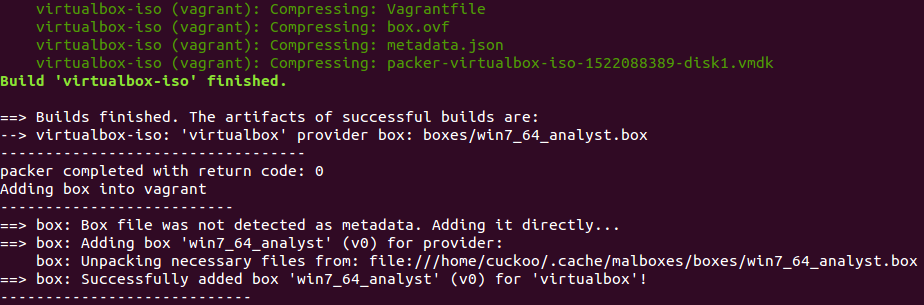 virtualbox-iso (vagrant): Compressing: Vagrantfile
virtualbox-iso (vagrant): Compressing: box.ovf
virtualbox-iso (vagrant): Compressing: metadata.json
virtualbox-iso (vagrant): Compressing: packer-virtualbox-iso-1522088389-disk1.vmdk
Build 'virtualbox-iso' finished.
==> Builds finished. The artifacts of successful builds are:
--> virtualbox-iso: 'virtualbox' provider box: boxes/win7_64_analyst.box
----------------------------------
packer completed with return code: 0
Adding box into vagrant
--------------------------
==> box: Box file was not detected as metadata. Adding it directly...
==> box: Adding box 'win7_64_analyst' (v0) for provider:
box: Unpacking necessary files from: file:///home/cuckoo/.cache/malboxes/boxes/win7_64_analyst.box
==> box: Successfully added box 'win7_64_analyst' (v0) for 'virtualbox'!
----------------------------